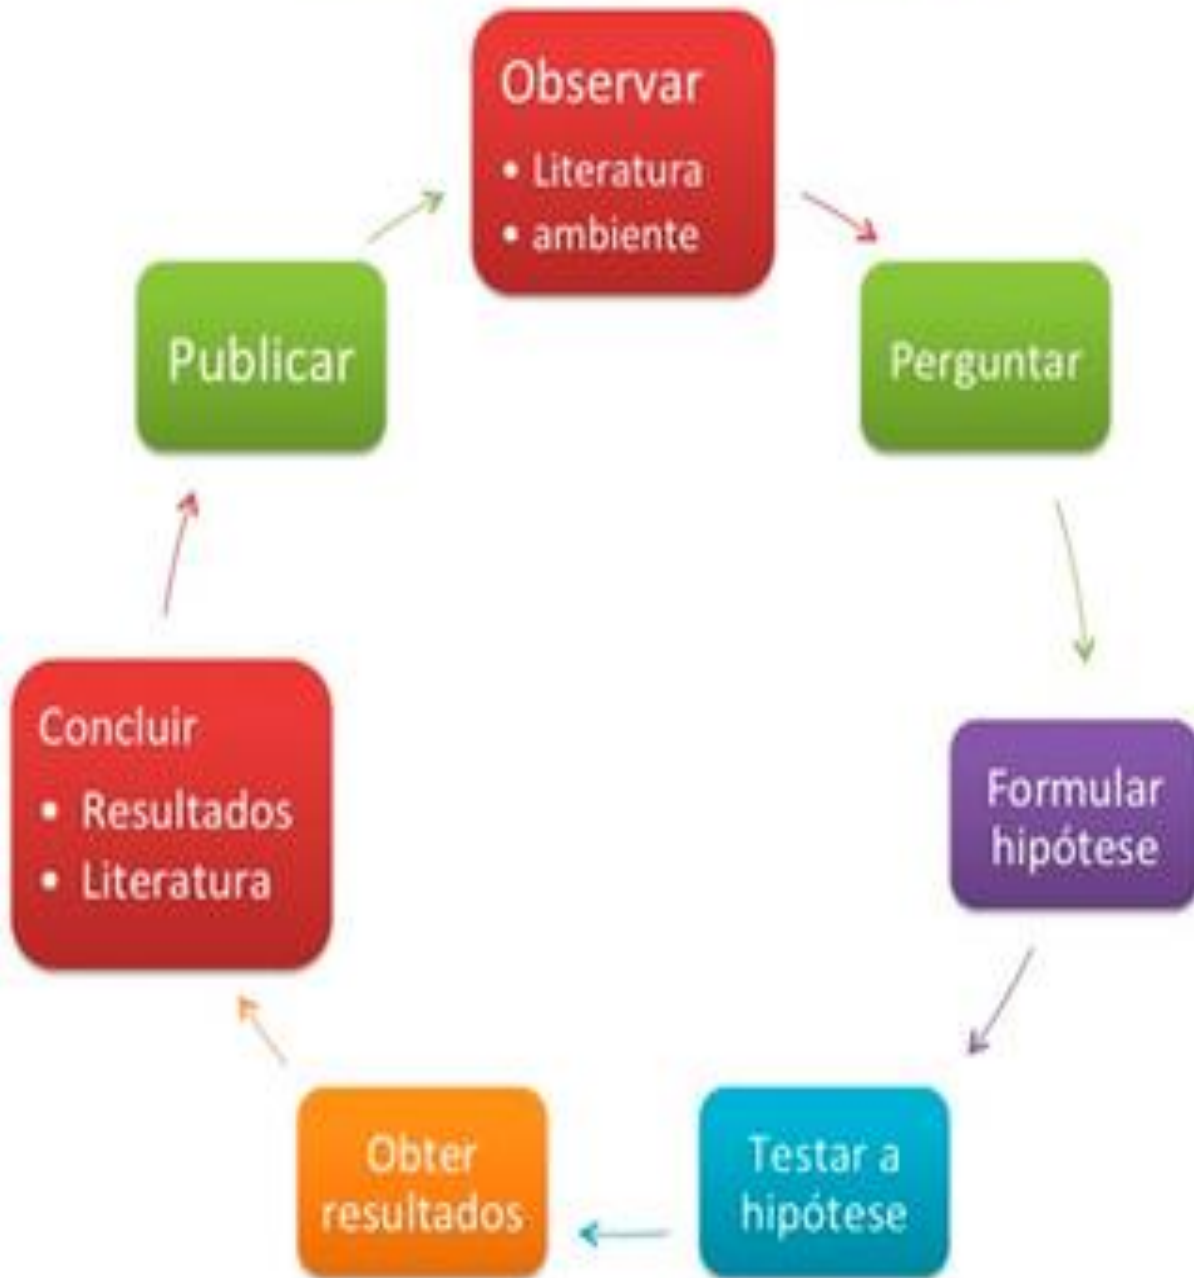 Observar
• Literatura
• ambiente
Perguntar
Formular
hipótese
Testar a
hipótese
Obter
resultados
Concluir
• Resultados
• Literatura
Publicar